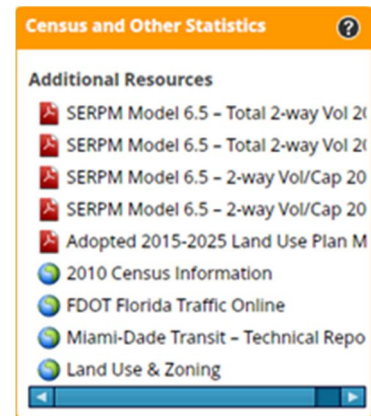 Census and Other Statistics ?
Additional Resources
SERPM Model 6.5 – Total 2-way Vol
SERPM Model 6.5 – Total 2-way Vol
SERPM Model 6.5 – 2-way Vol/Cap 20
SERPM Model 6.5 – 2-way Vol/Cap 20
Adopted 2015-2025 Land Use Plan M
2010 Census Information
FDOT Florida Traffic Online
Miami-Dade Transit – Technical Repo
Land Use & Zoning